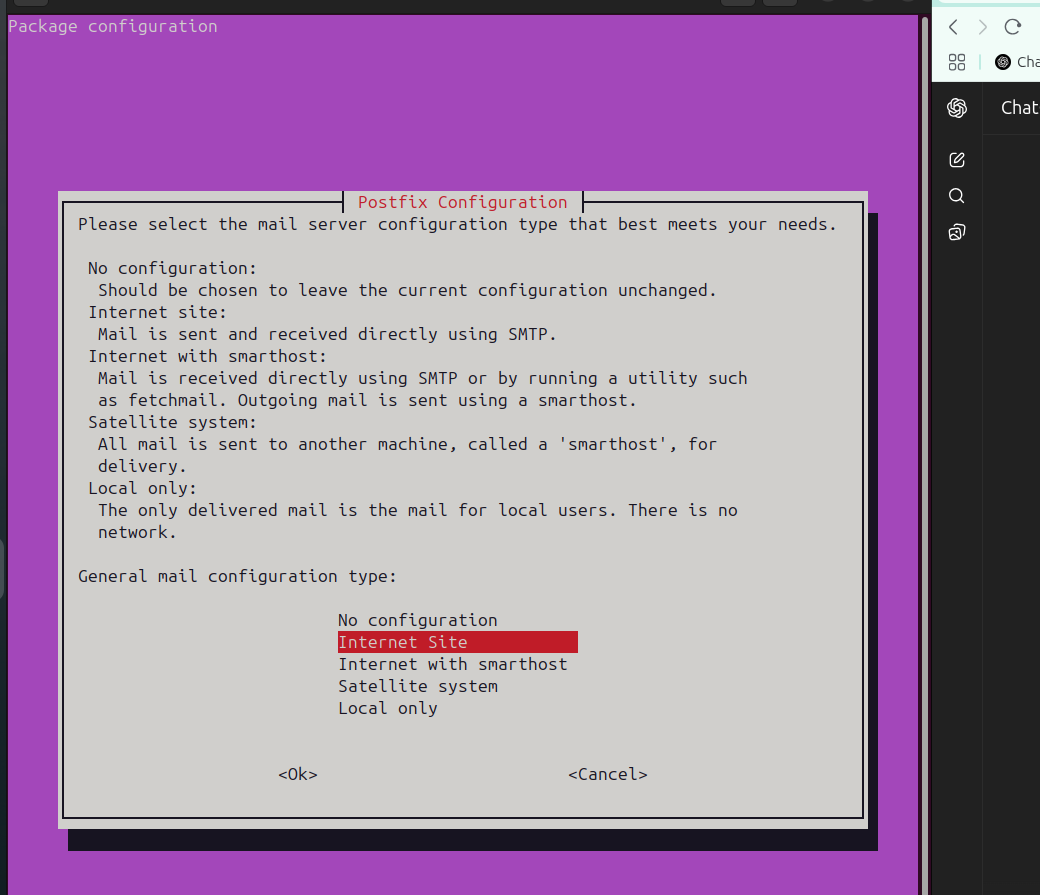 Package configuration
Postfix Configuration
Please select the mail server configuration type that best meets your needs.
No configuration:
Should be chosen to leave the current configuration unchanged.
Internet site:
Mail is sent and received directly using SMTP.
Internet with smarthost:
Mail is received directly using SMTP or by running a utility such
as fetchmail. Outgoing mail is sent using a smarthost.
Satellite system:
All mail is sent to another machine, called a 'smarthost', for
delivery.
Local only:
The only delivered mail is the mail for local users. There is no
network.
General mail configuration type:
No configuration
Internet Site
Internet with smarthost
Satellite system
Local only
<Ok> <Cancel>
Cha
Chat